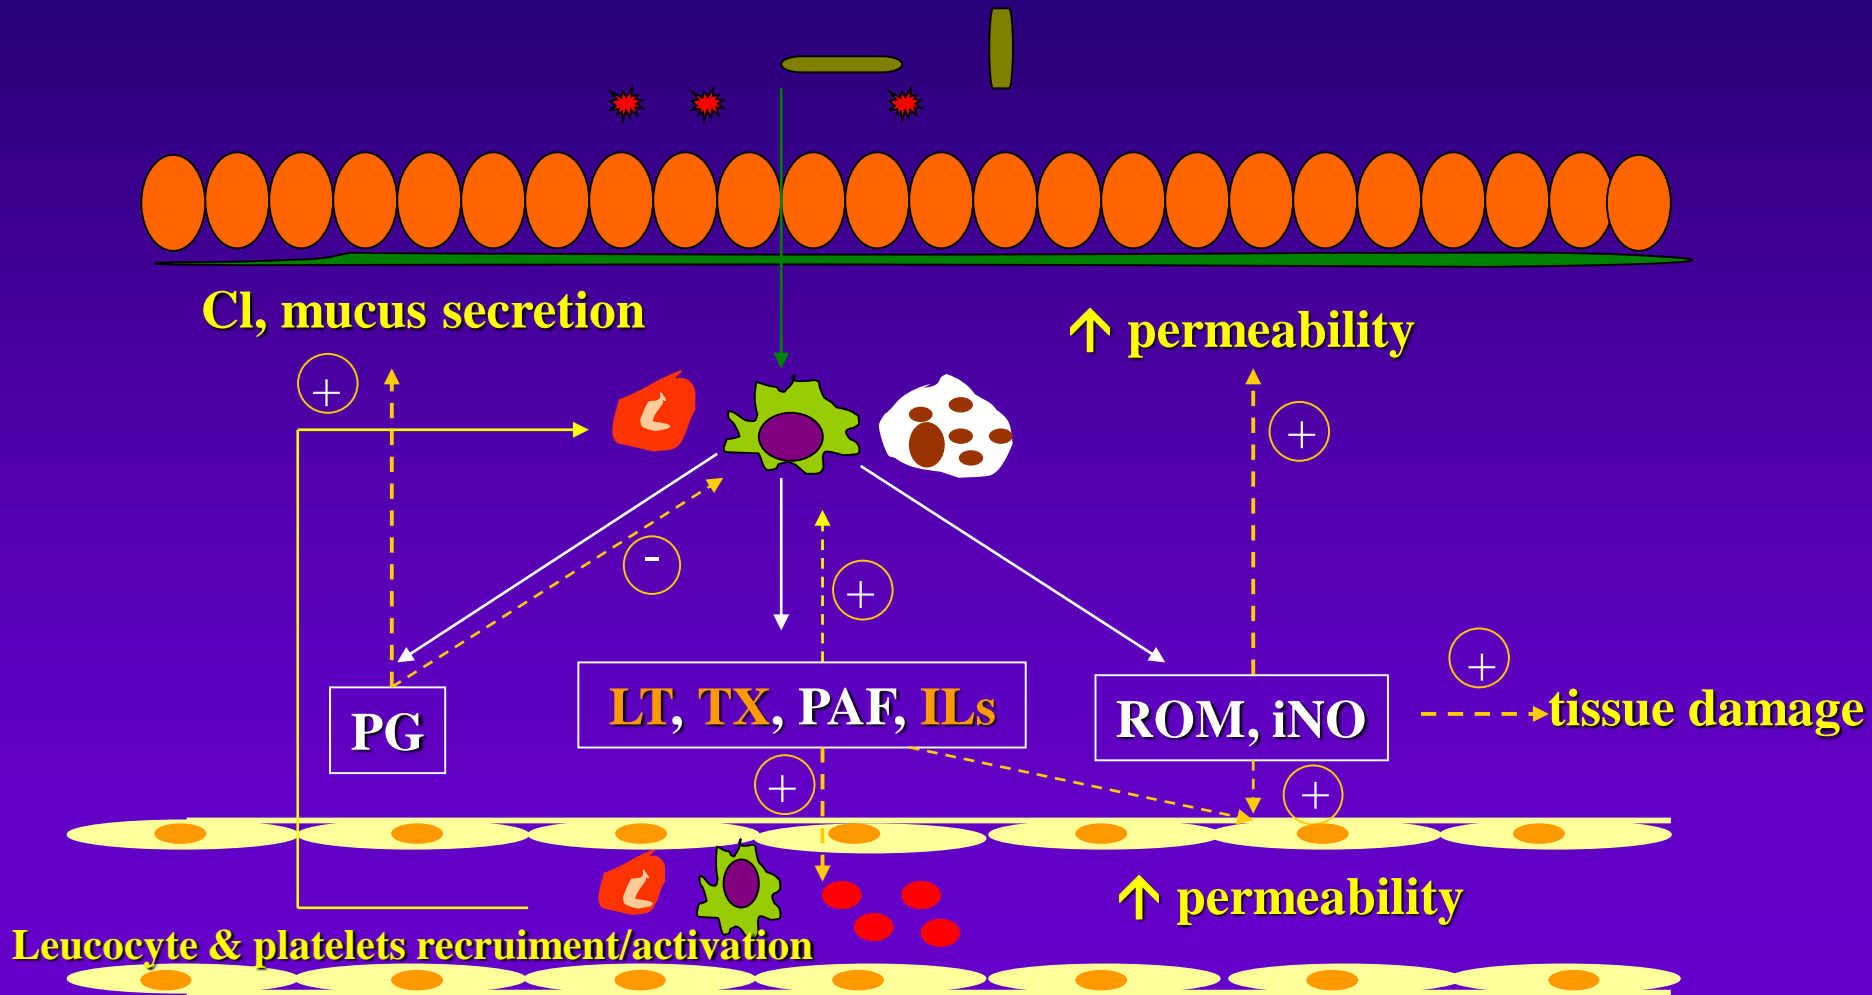 Cl, mucus secretion
↑ permeability
+
+
-
+
+
PG
LT, TX, PAF, ILs
ROM, iNO
tissue damage
+
+
↑ permeability
Leucocyte & platelets recruiment/activation